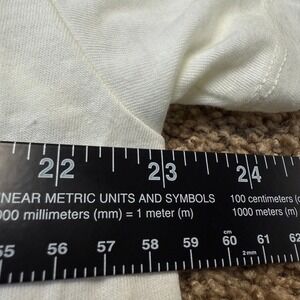 22 23 24
NEAR METRIC UNITS AND SYMBOLS 100 centimeters (c
000 millimeters (mm) = 1 meter (m) 1000 meters (m)
55 56 57 58 59 60 61 62
cm
2mm